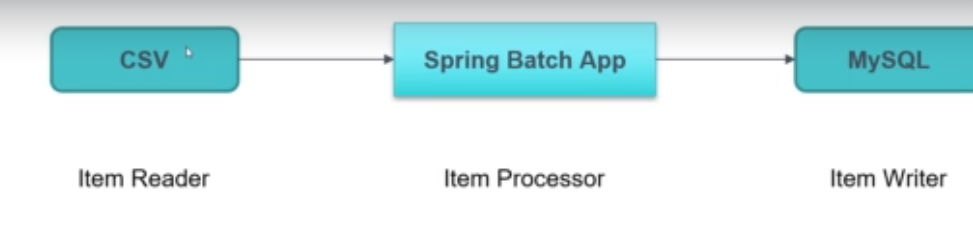 CSV
Spring Batch App
MySQL
Item Reader
Item Processor
Item Writer